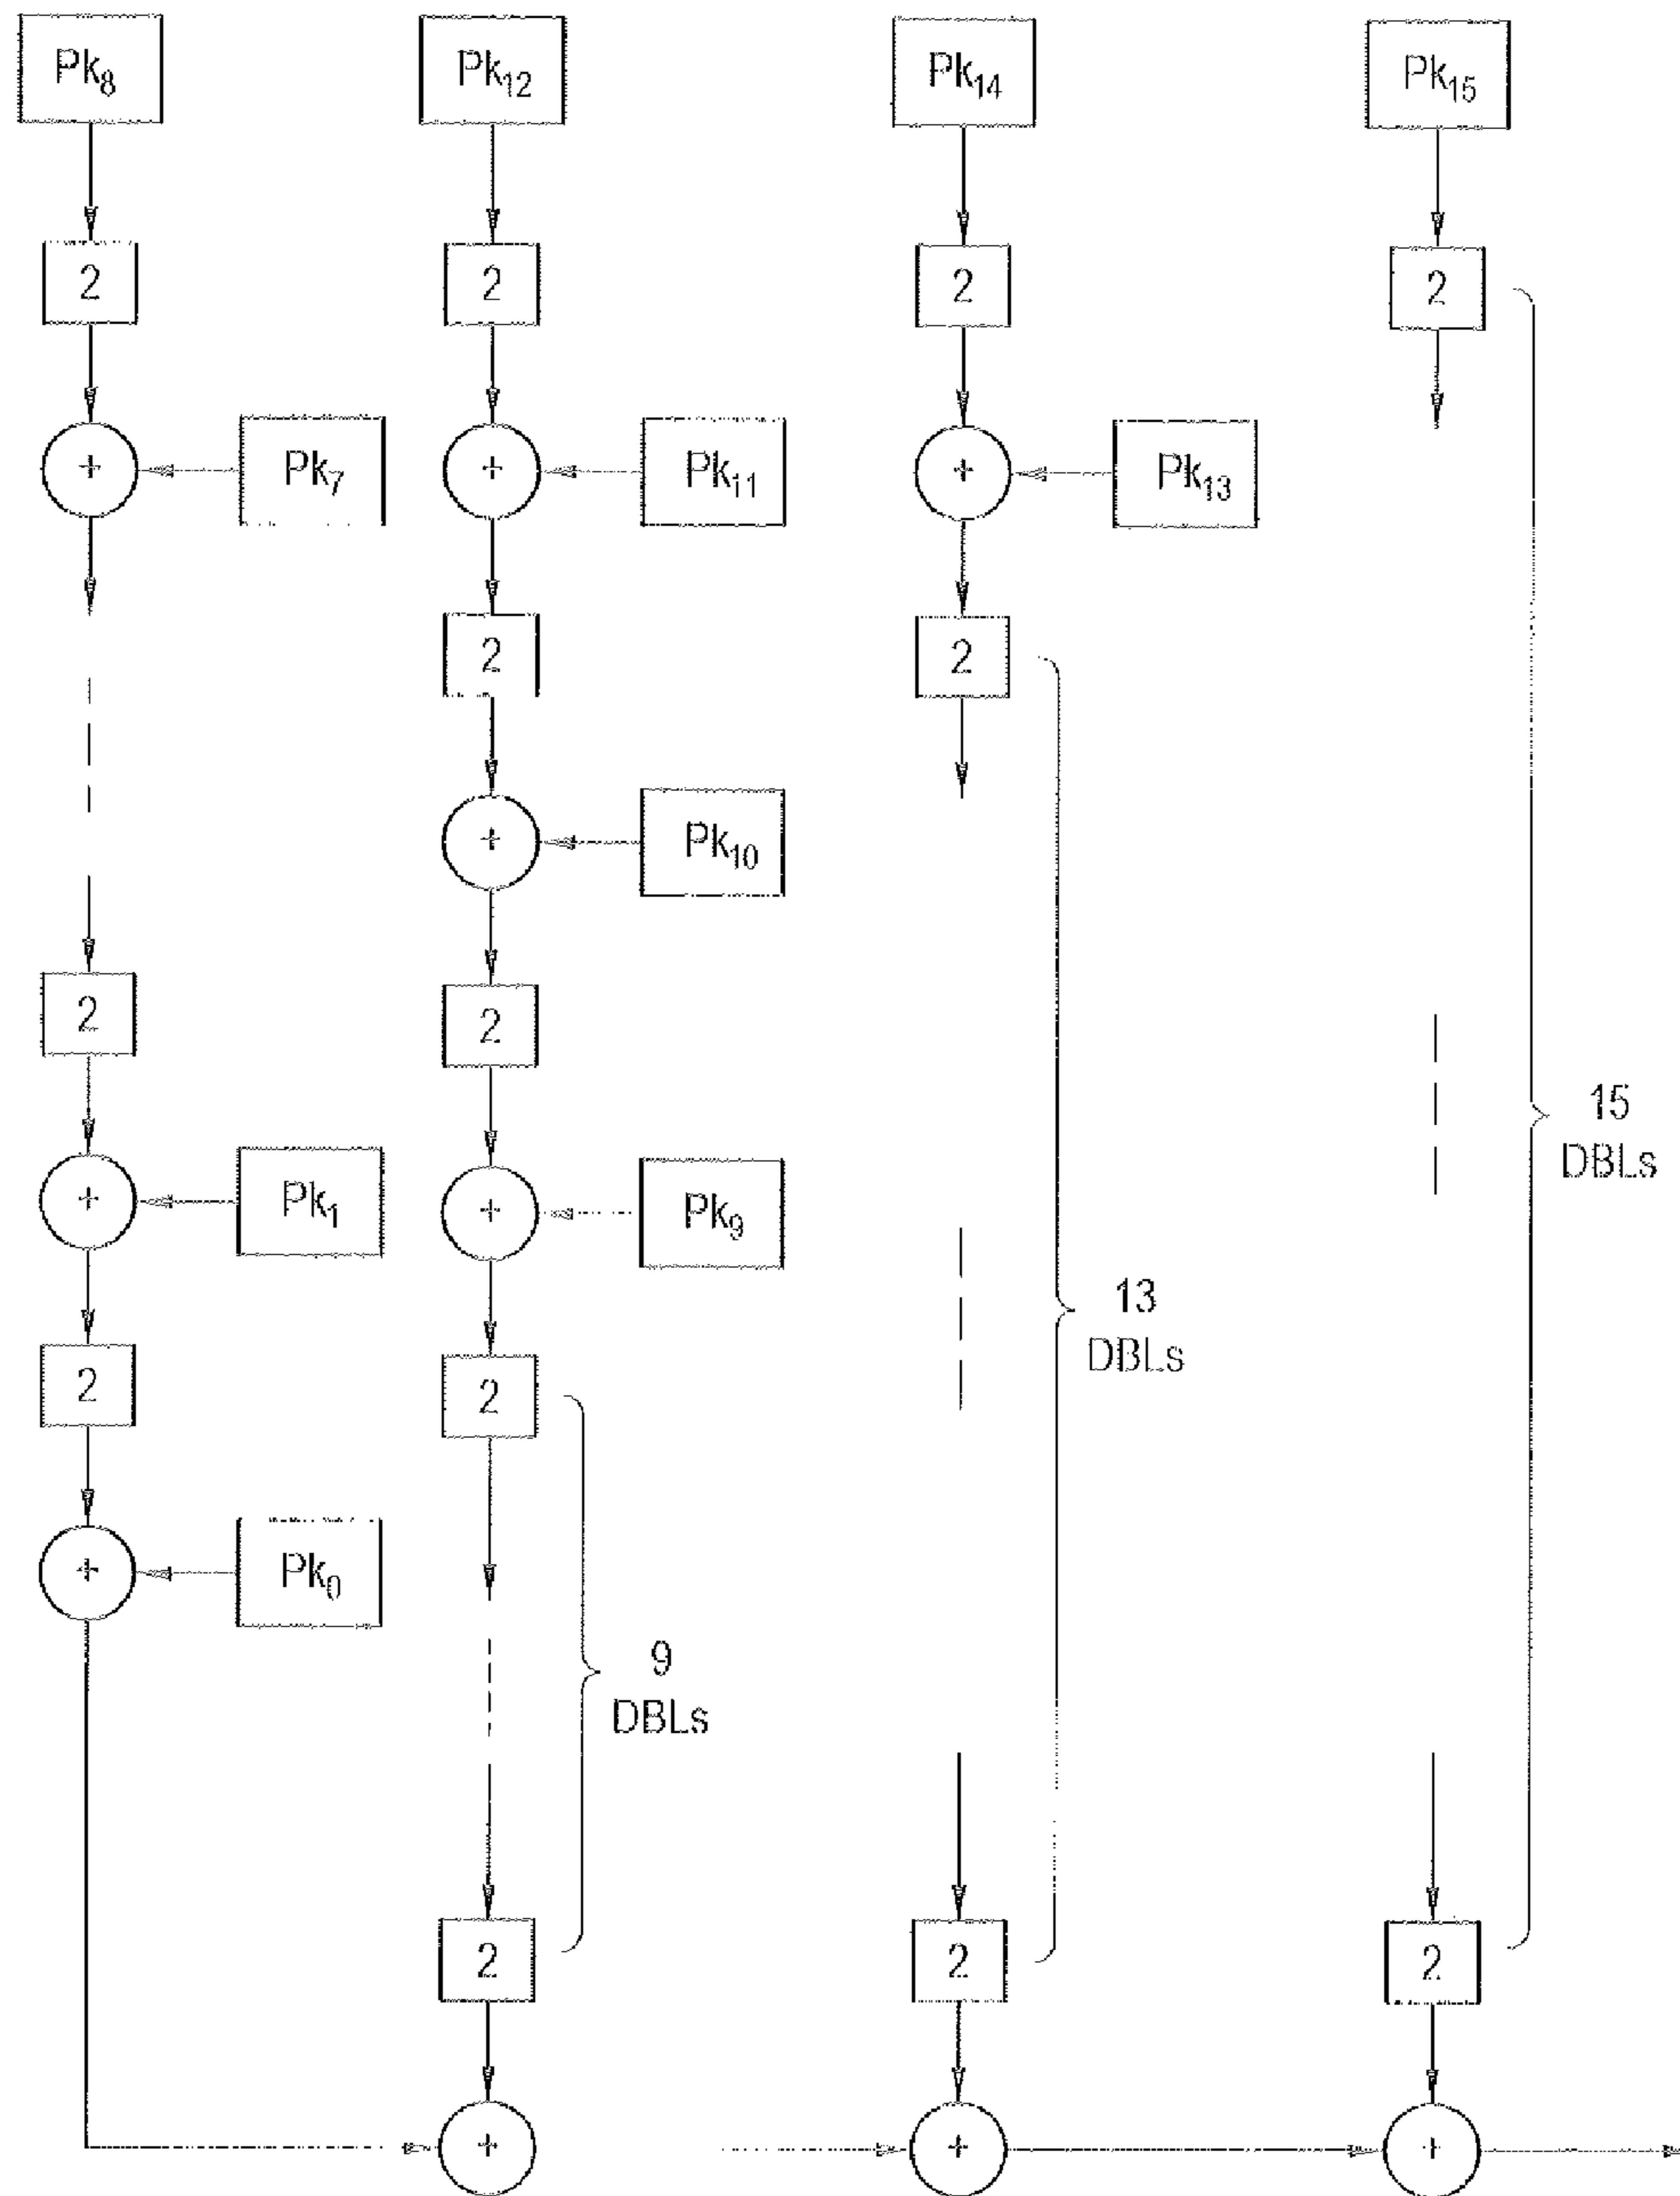 Pk8 Pk12 Pk14 Pk15
2 2 2 2
+ Pk7 + Pk11 + Pk13
2 2
+ Pk10
2 2
+ Pk1 + Pk9
15
DBLs
13
DBLs
2 2
+ Pk0
9
DBLs
2 2 2
+ + +